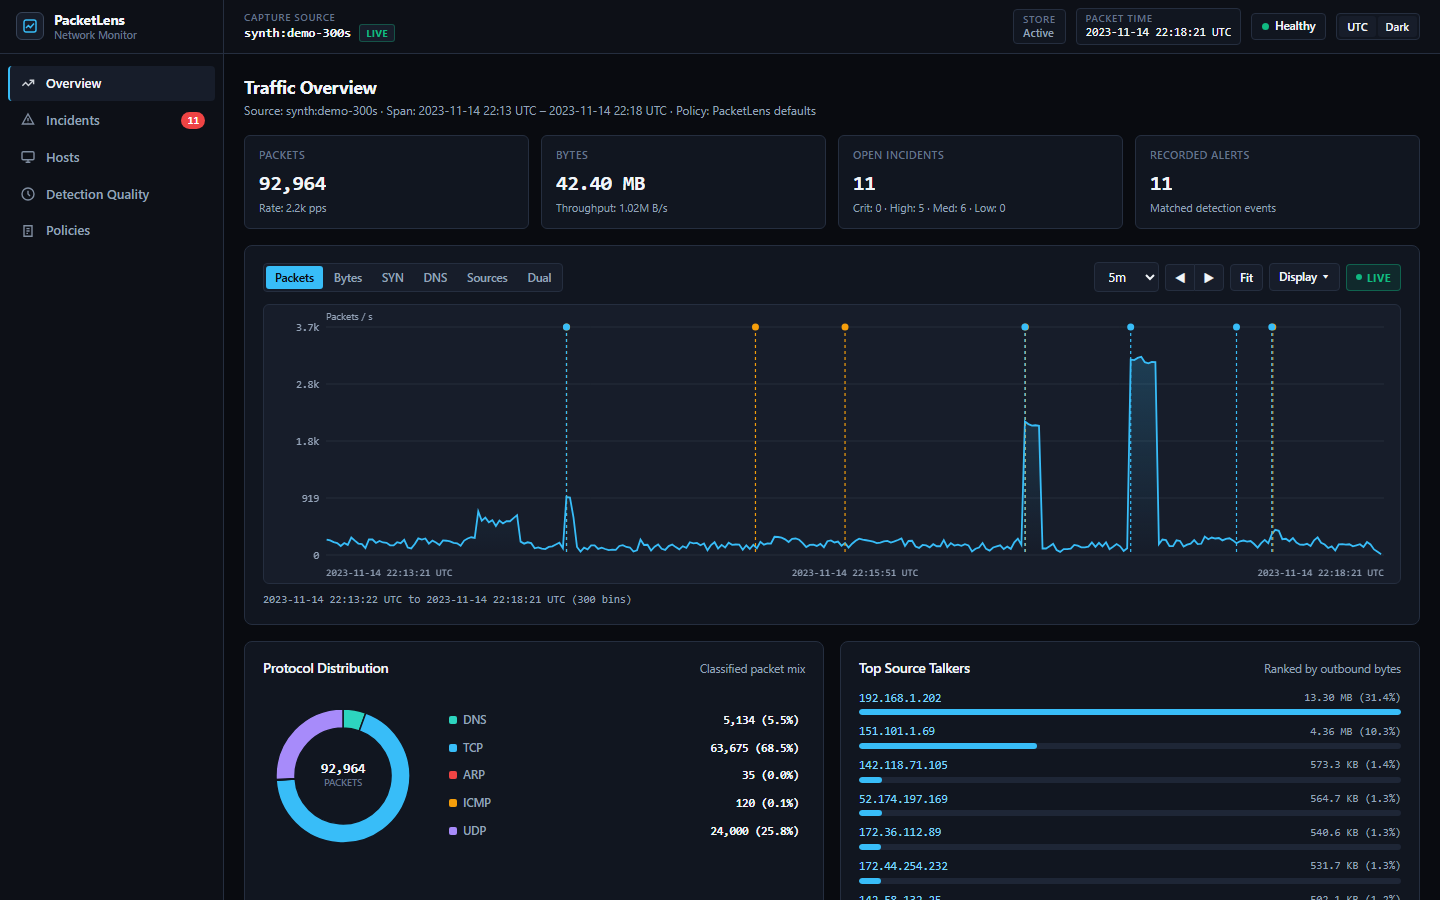 PacketLens
Network Monitor
CAPTURE SOURCE
synth:demo-300s LIVE
STORE
Active
PACKET TIME
2023-11-14 22:18:21 UTC
Healthy
UTC Dark
Overview
Incidents 11
Hosts
Detection Quality
Policies
Traffic Overview
Source: synth:demo-300s · Span: 2023-11-14 22:13 UTC – 2023-11-14 22:18 UTC · Policy: PacketLens defaults
PACKETS
92,964
Rate: 2.2k pps
BYTES
42.40 MB
Throughput: 1.02M B/s
OPEN INCIDENTS
11
Crit: 0 · High: 5 · Med: 6 · Low: 0
RECORDED ALERTS
11
Matched detection events
Packets Bytes SYN DNS Sources Dual
5m ◀ ▶ Fit Display ▾ LIVE
Packets / s
3.7k
2.8k
1.8k
919
0
2023-11-14 22:13:21 UTC 2023-11-14 22:15:51 UTC 2023-11-14 22:18:21 UTC
2023-11-14 22:13:22 UTC to 2023-11-14 22:18:21 UTC (300 bins)
Protocol Distribution Classified packet mix
92,964
PACKETS
DNS 5,134 (5.5%)
TCP 63,675 (68.5%)
ARP 35 (0.0%)
ICMP 120 (0.1%)
UDP 24,000 (25.8%)
Top Source Talkers Ranked by outbound bytes
192.168.1.202 13.30 MB (31.4%)
151.101.1.69 4.36 MB (10.3%)
142.118.71.105 573.3 KB (1.4%)
52.174.197.169 564.7 KB (1.3%)
172.36.112.89 540.6 KB (1.3%)
172.44.254.232 531.7 KB (1.3%)